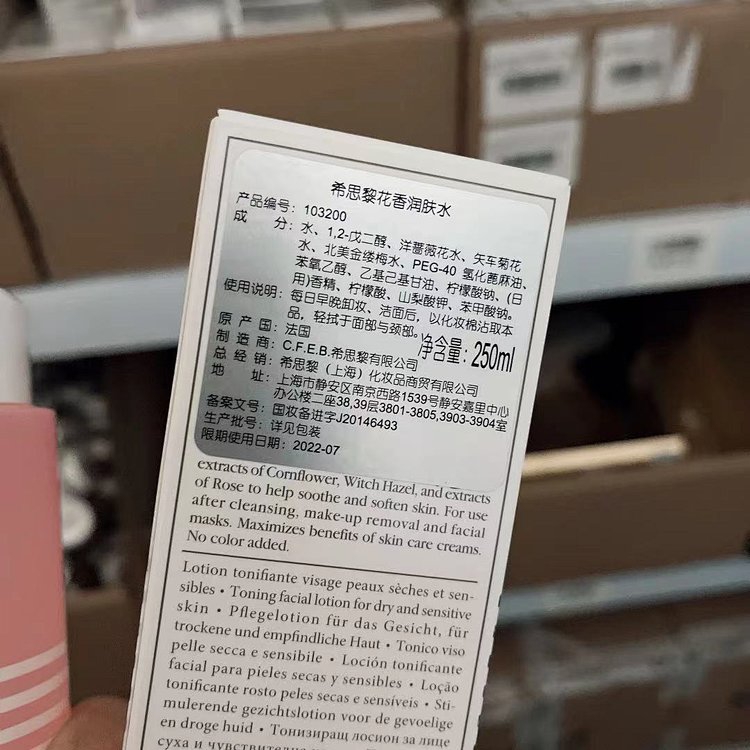 希思黎花香润肤水
产品编号：103200
成 分：水、1,2-戊二醇、洋蔷薇花水、矢车菊花
水、北美金缕梅水、PEG-40 氢化蓖麻油、
苯氧乙醇、乙基己基甘油、柠檬酸钠、(日
用)香精、柠檬酸、山梨酸钾、苯甲酸钠。
使用说明：每日早晚卸妆、洁面后，以化妆棉沾取本
品，轻拭于面部与颈部。
原 产 国：法国
净含量：250ml
制 造 商：C.F.E.B.希思黎有限公司
总 经 销：希思黎（上海）化妆品商贸有限公司
地 址：上海市静安区南京西路1539号静安嘉里中心
办公楼二座38,39层3801-3805,3903-3904室
备案文号：国妆备进字J20146493
生产批号：详见包装
限期使用日期：2022-07
extracts of Cornflower, Witch Hazel, and extracts
of Rose to help soothe and soften skin. For use
after cleansing, make-up removal and facial
masks. Maximizes benefits of skin care creams.
No color added.
Lotion tonifiante visage peaux sèches et sen-
sibles • Toning facial lotion for dry and sensitive
skin • Pflegelotion für das Gesicht, für
trockene und empfindliche Haut • Tonico viso
pelle secca e sensibile • Loción tonificante
facial para pieles secas y sensibles • Loção
tonificante rosto peles secas e sensíveis • Sti-
mulerende gezichtslotion voor de gevoelige
en droge huid • Тонизиращ лосион за лице
суха и чувствителна